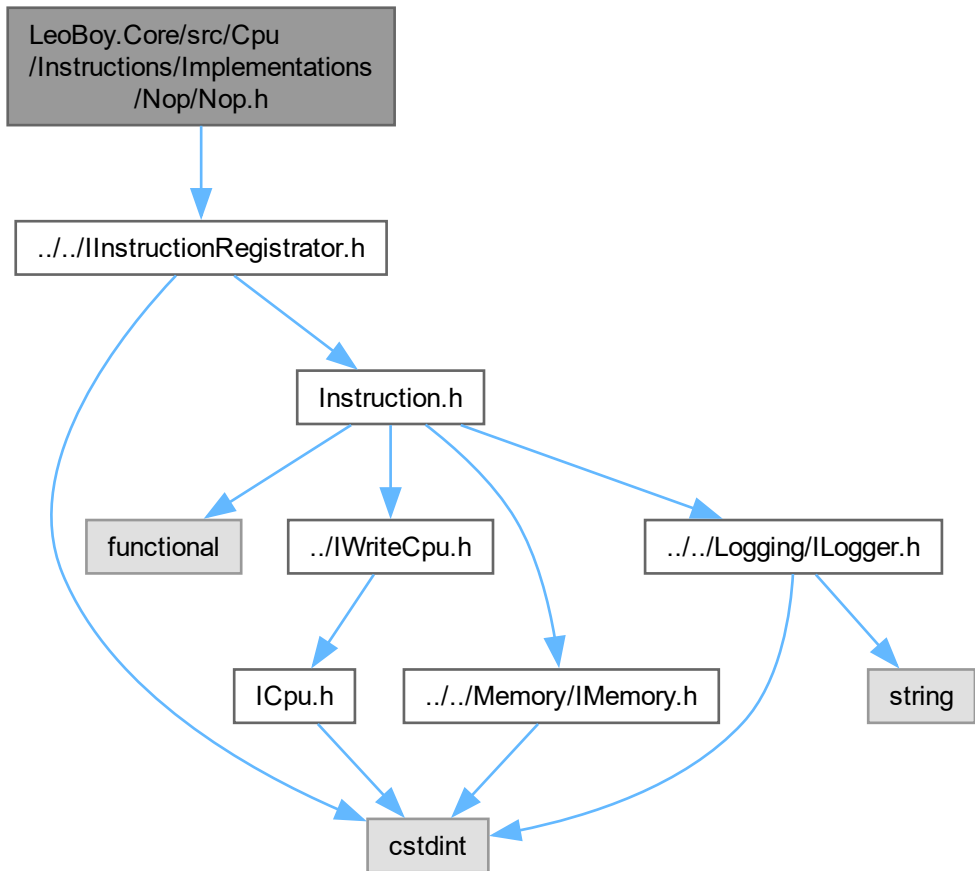 LeoBoy.Core/src/Cpu
/Instructions/Implementations
/Nop/Nop.h
../../IInstructionRegistrator.h
Instruction.h
functional
../IWriteCpu.h
../../Logging/ILogger.h
ICpu.h
../../Memory/IMemory.h
string
cstdint